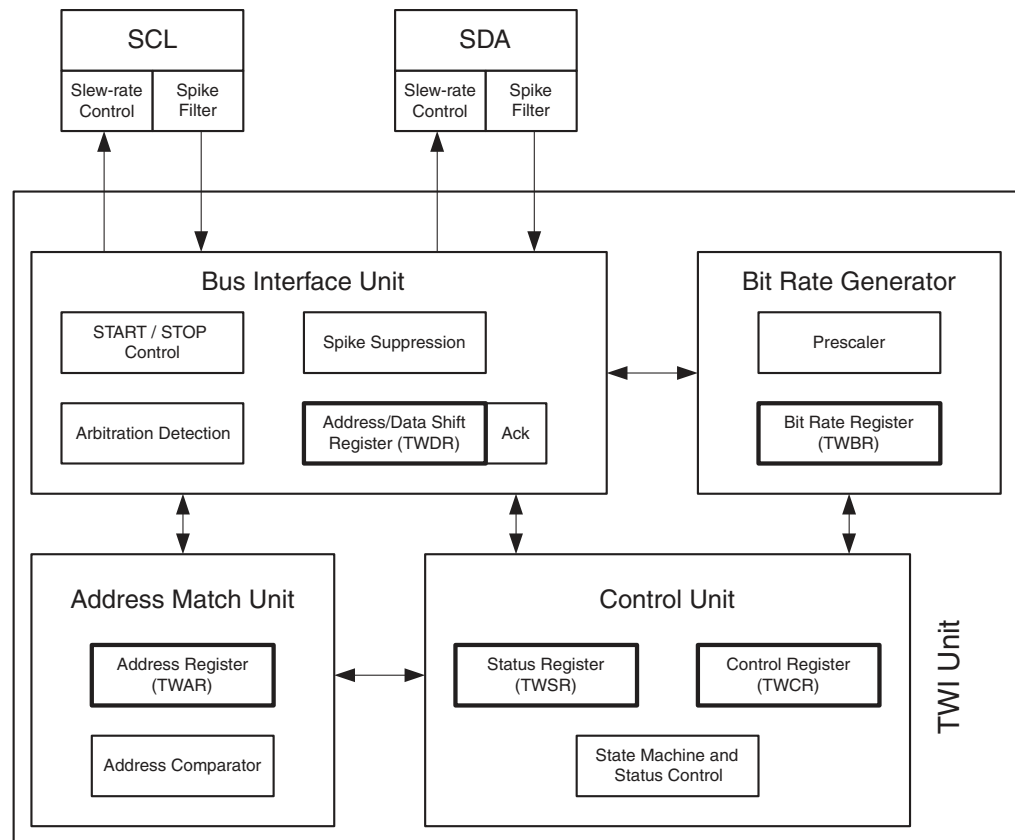 SCL
Slew-rate
Control
Spike
Filter
SDA
Slew-rate
Control
Spike
Filter
Bus Interface Unit
START / STOP
Control
Spike Suppression
Arbitration Detection
Address/Data Shift
Register (TWDR)
Ack
Bit Rate Generator
Prescaler
Bit Rate Register
(TWBR)
Address Match Unit
Address Register
(TWAR)
Address Comparator
Control Unit
Status Register
(TWSR)
Control Register
(TWCR)
State Machine and
Status Control
TWI Unit